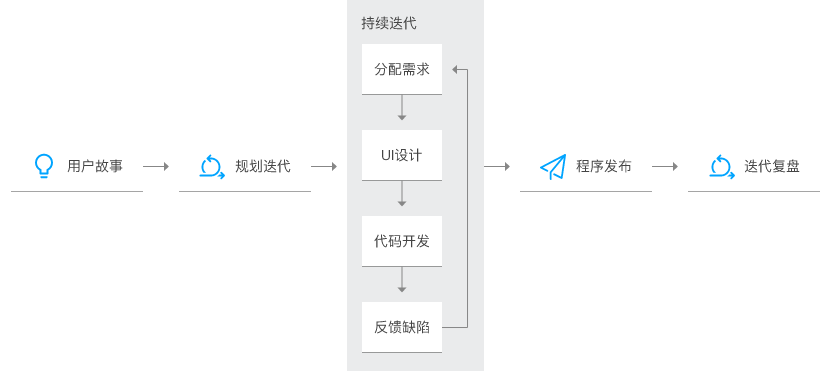 用户故事
规划迭代
持续迭代
分配需求
UI设计
代码开发
反馈缺陷
程序发布
迭代复盘